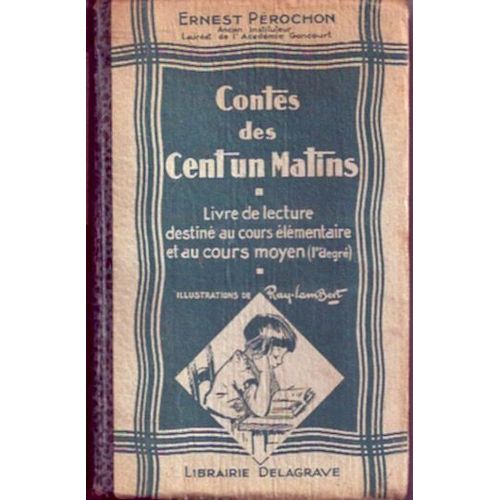 ERNEST PÉROCHON
Ancien Instituteur
Lauréat de l'Académie Goncourt
Contes
des
Cent un Matins
Livre de lecture
destiné au cours élémentaire
et au cours moyen (1r degré)
ILLUSTRATIONS DE Ray-Lambert
LIBRAIRIE DELAGRAVE